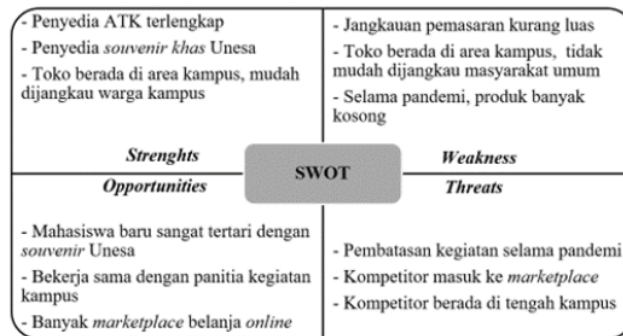 - Penyedia ATK terlengkap
- Penyedia souvenir khas Unesa
- Toko berada di area kampus, mudah
dijangkau warga kampus
Strenghts
- Jangkauan pemasaran kurang luas
- Toko berada di area kampus, tidak
mudah dijangkau masyarakat umum
- Selama pandemi, produk banyak
kosong
Weakness
SWOT
Opportunities
- Mahasiswa baru sangat tertari dengan
souvenir Unesa
- Bekerja sama dengan panitia kegiatan
kampus
- Banyak marketplace belanja online
Threats
- Pembatasan kegiatan selama pandemi
- Kompetitor masuk ke marketplace
- Kompetitor berada di tengah kampus